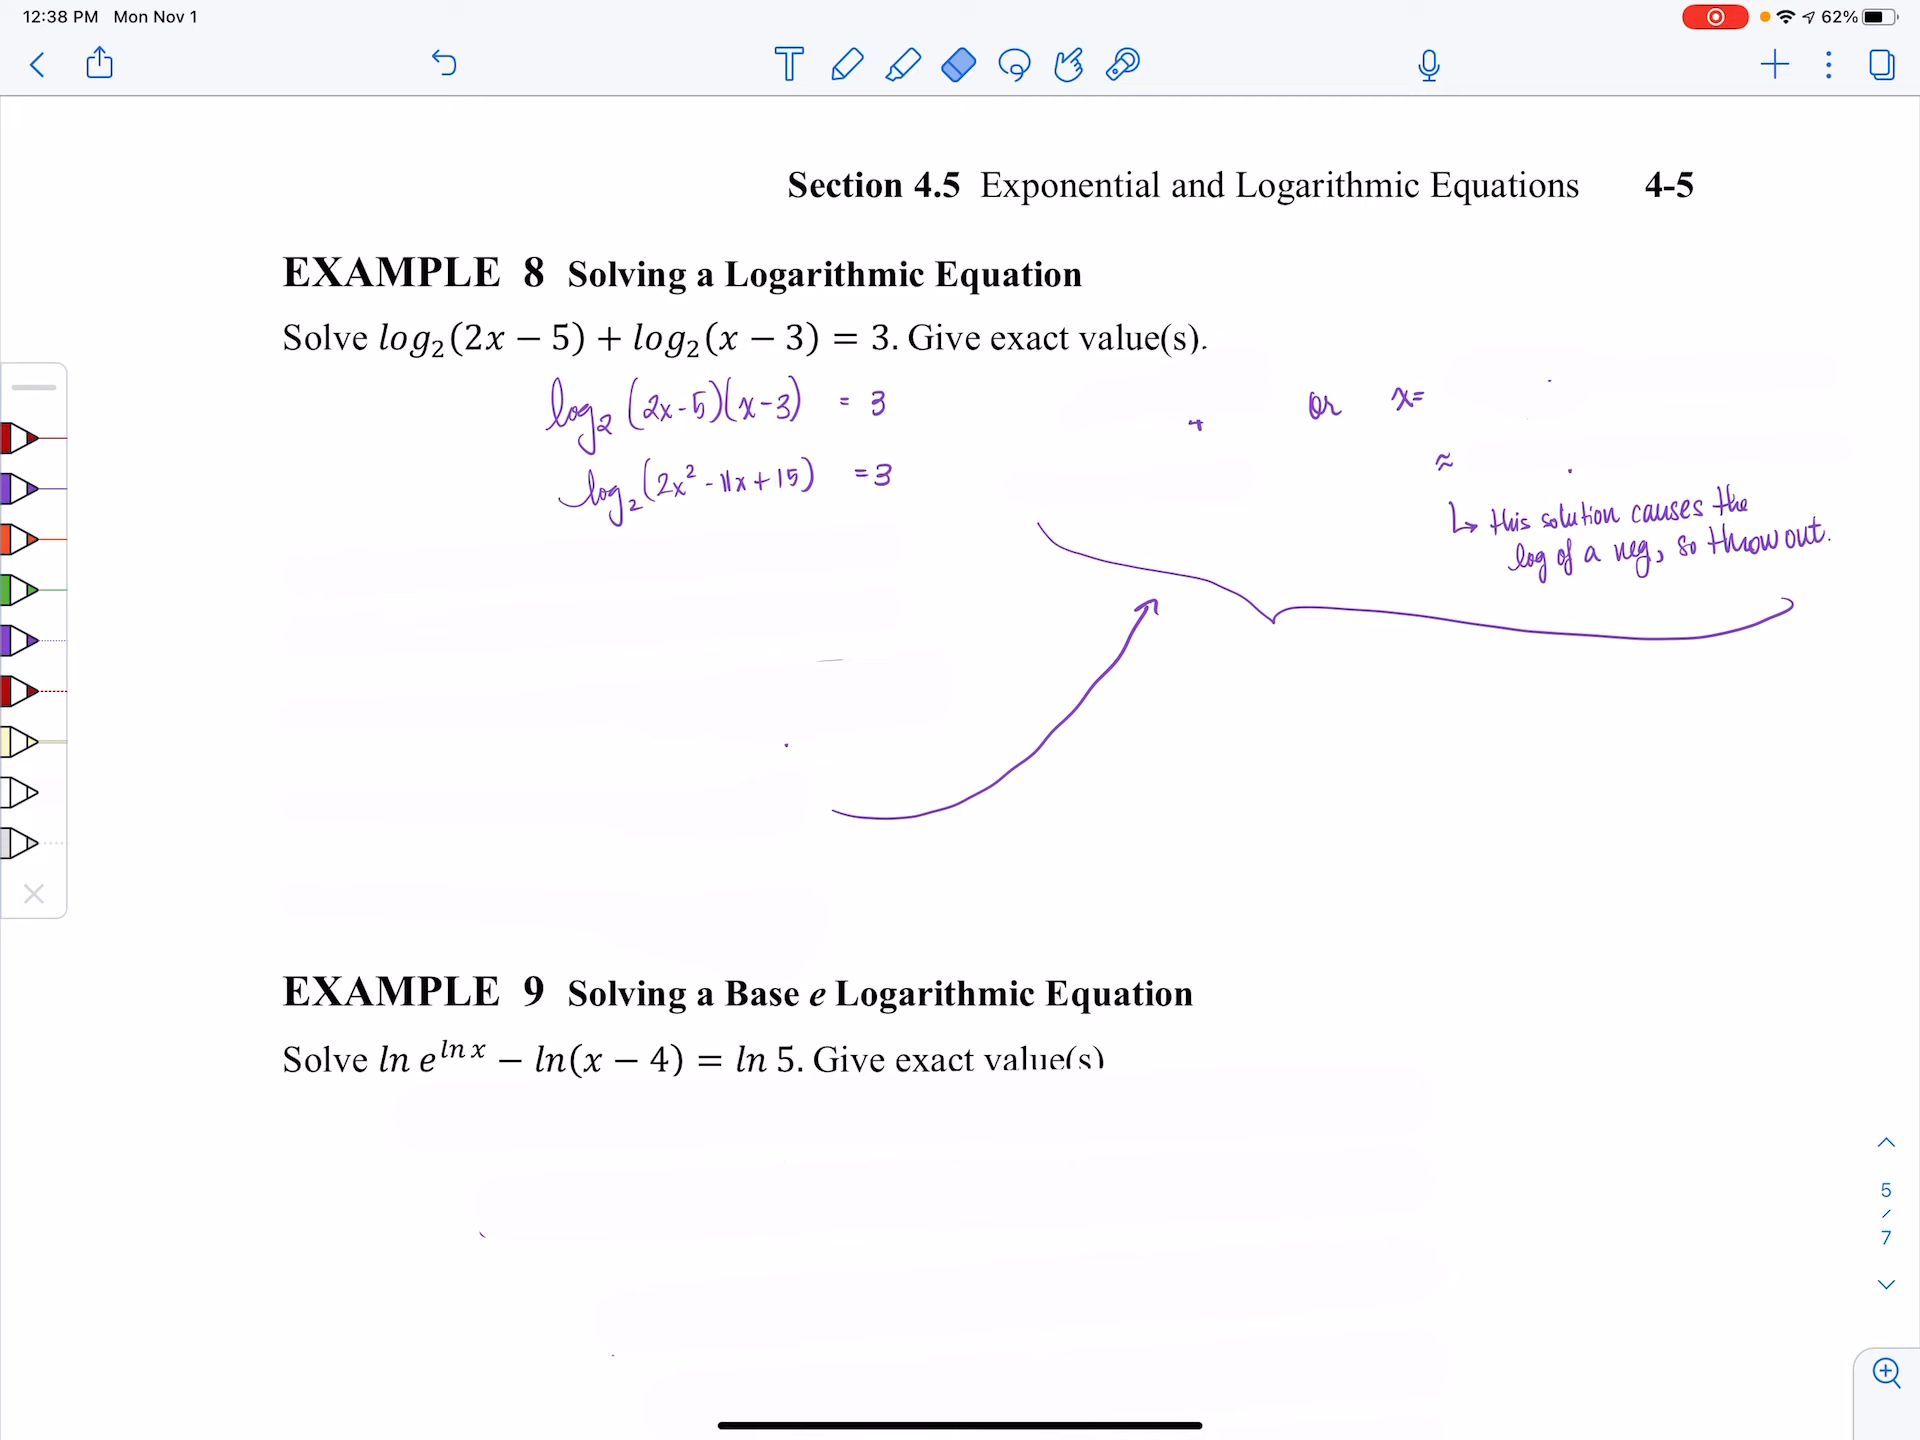 12:38 PM Mon Nov 1
62%
Section 4.5 Exponential and Logarithmic Equations 4-5
EXAMPLE 8 Solving a Logarithmic Equation
Solve log₂(2x − 5) + log₂(x − 3) = 3. Give exact value(s).
log₂ (2x-5)(x-3) = 3
or x=
log₂(2x² - 11x + 15) = 3
≈
↳ this solution causes the
log of a neg, so throw out.
EXAMPLE 9 Solving a Base e Logarithmic Equation
Solve ln e^{ln x} − ln(x − 4) = ln 5. Give exact value(s)
5
/
7